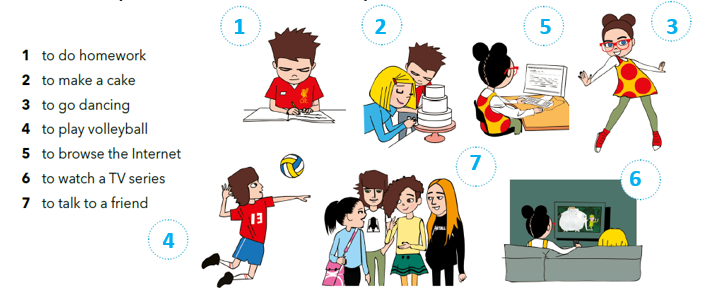 1 to do homework
2 to make a cake
3 to go dancing
4 to play volleyball
5 to browse the Internet
6 to watch a TV series
7 to talk to a friend
1
2
5
3
13
7
6
4